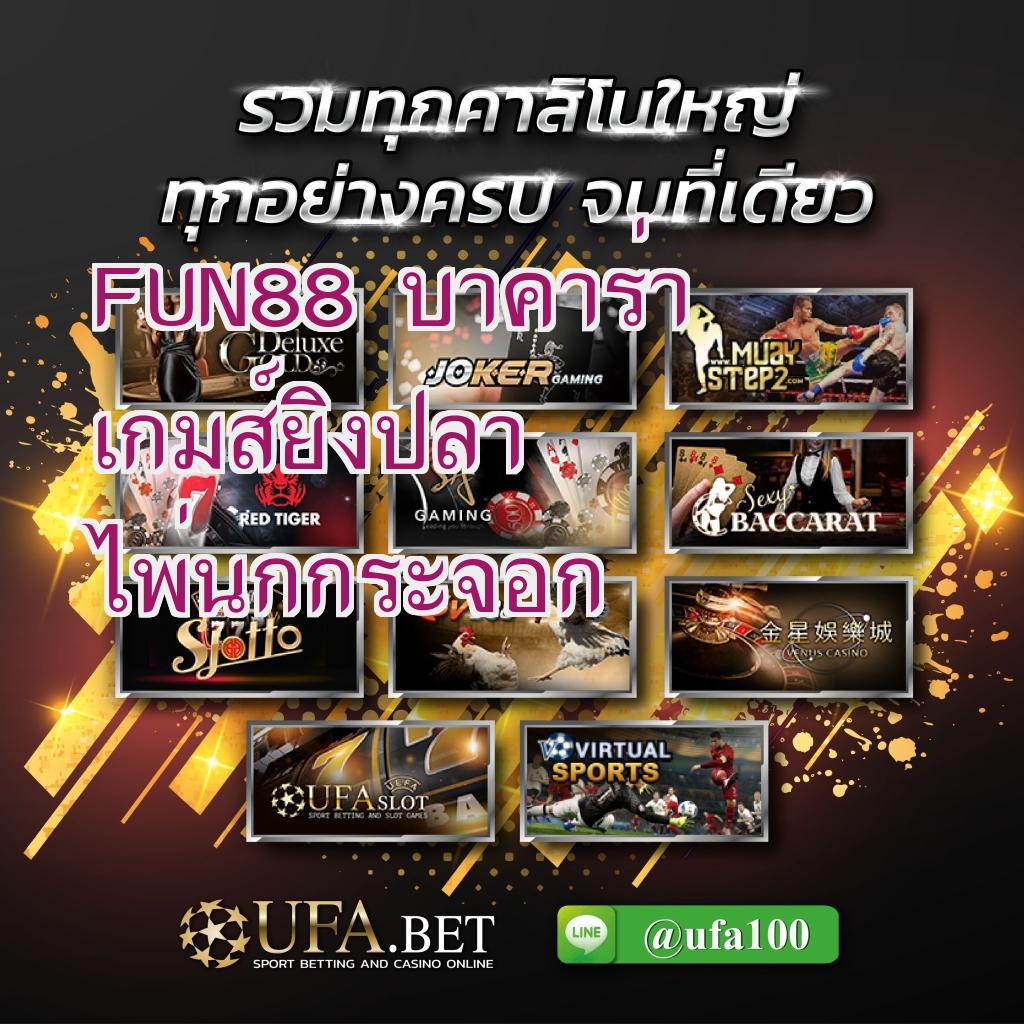 รวมทุกคาสิโนใหญ่
ทุกอย่างครบ จบที่เดียว
FUN88 บาคาร่า
Deluxe
GOLD
JOKER GAMING
WWW.MUAY
STEP2.COM
เกมส์ยิงปลา
RED TIGER
GAMING
Sexy
BACCARAT
ไพ่นกกระจอก
Sjotto
金星娛樂城
VENUS CASINO
UEFA
UFASLOT
SPORT BETTING AND SLOT GAMES
VIRTUAL
SPORTS
UFA.BET
SPORT BETTING AND CASINO ONLINE
LINE @ufa100